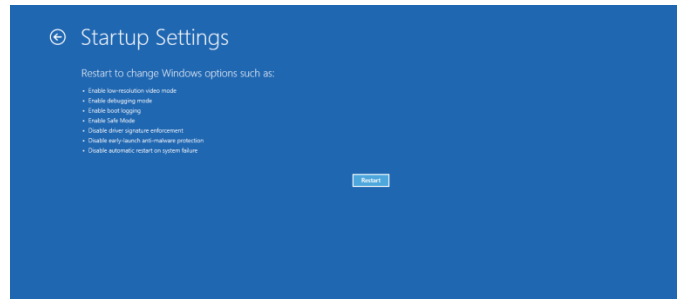 Startup Settings
Restart to change Windows options such as:
• Enable low-resolution video mode
• Enable debugging mode
• Enable boot logging
• Enable Safe Mode
• Disable driver signature enforcement
• Disable early-launch anti-malware protection
• Disable automatic restart on system failure
Restart